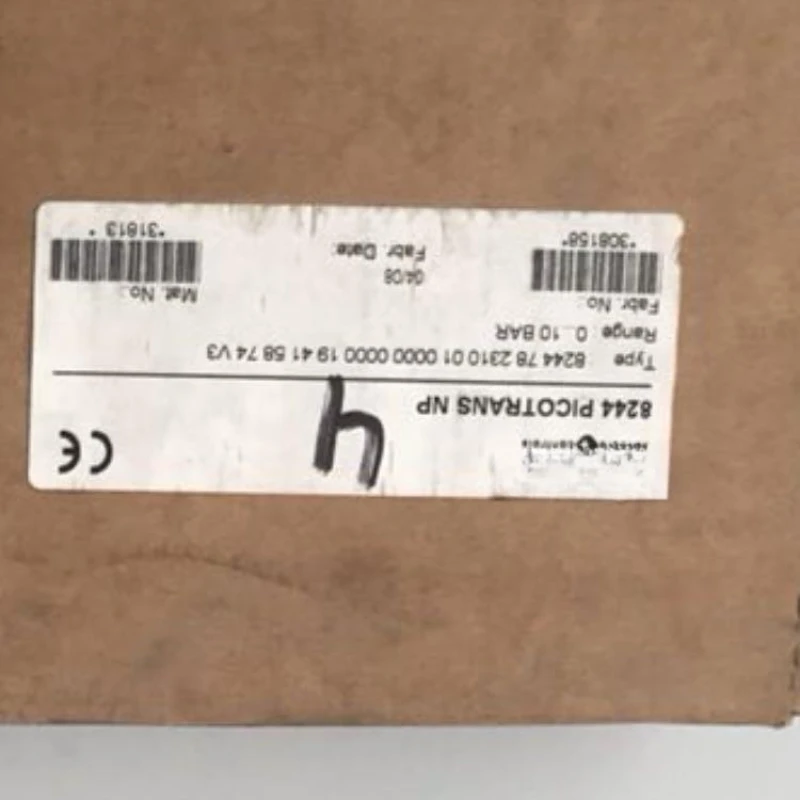 controls
CE
4
8244 PICOTRANS NP
Type : 8244 78 2310 01 0000 0000 19 41 58 74 V3
Range : 0...10 BAR
Fabr. No.: 04/08 Mat. No.:
Fabr. Date:
*308158* *31813 *